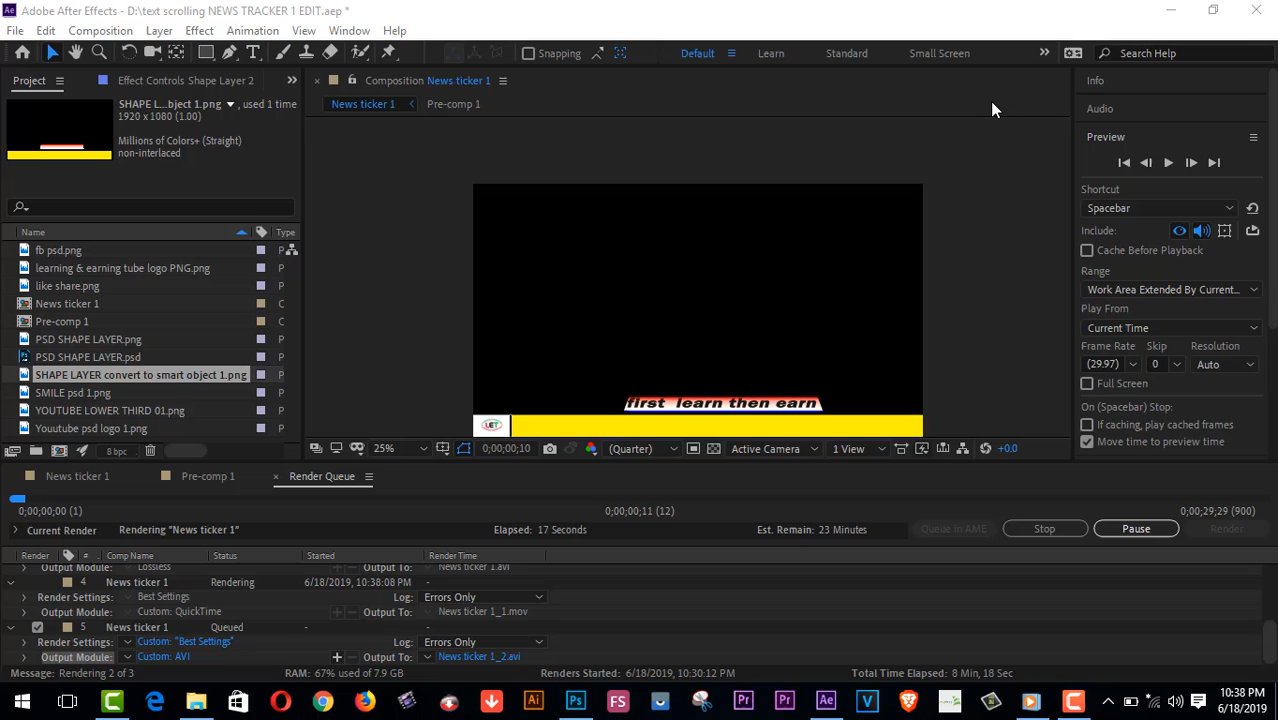 Ae Adobe After Effects - D:\text scrolling NEWS TRACKER 1 EDIT.aep *
File Edit Composition Layer Effect Animation View Window Help
Snapping Default Learn Standard Small Screen Search Help
Project Effect Controls Shape Layer 2 Composition News ticker 1 Info
SHAPE L...bject 1.png , used 1 time
1920 x 1080 (1.00)
News ticker 1 Pre-comp 1
Audio
Millions of Colors+ (Straight)
non-interlaced
Preview
Shortcut
Spacebar
Include:
Cache Before Playback
Range
Work Area Extended By Current...
Play From
Current Time
Frame Rate Skip Resolution
(29.97) 0 Auto
Full Screen
On (Spacebar) Stop:
If caching, play cached frames
Move time to preview time
Name Type
fb psd.png P
learning & earning tube logo PNG.png P
like share.png P
News ticker 1 C
Pre-comp 1 C
PSD SHAPE LAYER.png P
PSD SHAPE LAYER.psd P
SHAPE LAYER convert to smart object 1.png P
SMILE psd 1.png P
YOUTUBE LOWER THIRD 01.png P
Youutube psd logo 1.png P
8 bpc
first learn then earn
LET
25% 0;00;00;10 (Quarter) Active Camera 1 View +0.0
News ticker 1 Pre-comp 1 Render Queue
0;00;00;00 (1) 0;00;00;11 (12) 0;00;29;29 (900)
Current Render Rendering "News ticker 1" Elapsed: 17 Seconds Est. Remain: 23 Minutes Queue in AME Stop Pause Render
Render # Comp Name Status Started Render Time
Output Module: Lossless Output To: News ticker 1.avi
4 News ticker 1 Rendering 6/18/2019, 10:38:08 PM -
Render Settings: Best Settings Log: Errors Only
Output Module: Custom: QuickTime Output To: News ticker 1_1.mov
5 News ticker 1 Queued - -
Render Settings: Custom: "Best Settings" Log: Errors Only
Output Module: Custom: AVI Output To: News ticker 1_2.avi
Message: Rendering 2 of 3 RAM: 67% used of 7.9 GB Renders Started: 6/18/2019, 10:30:12 PM Total Time Elapsed: 8 Min, 18 Sec
Ai Ps FS Pr Pr Ae V
10:38 PM
6/18/2019